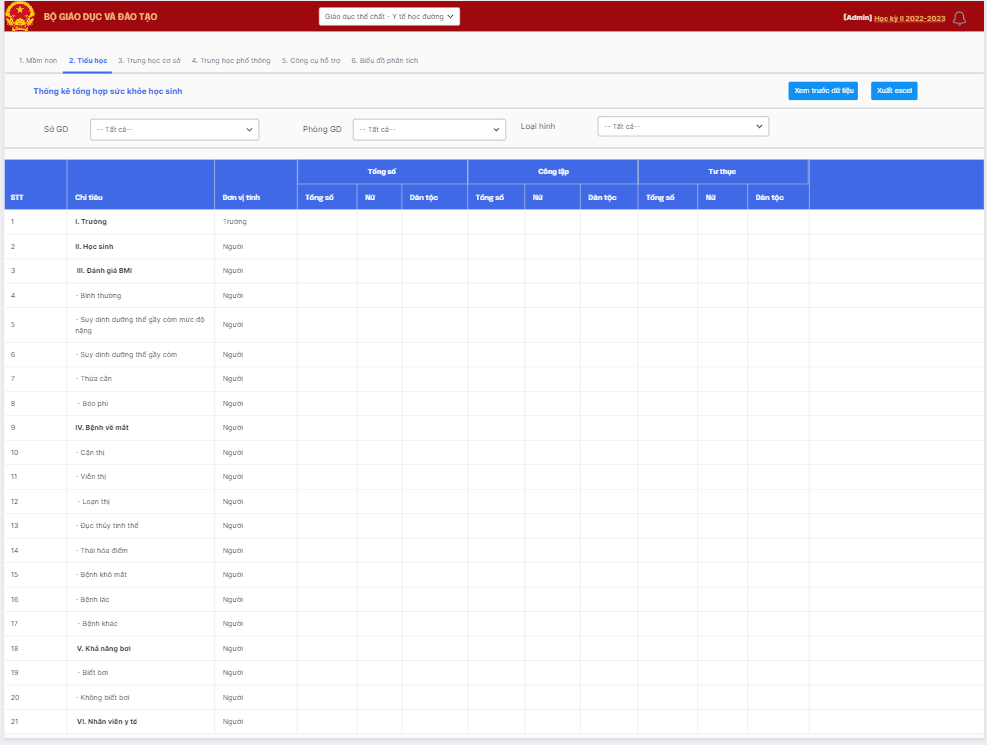 BỘ GIÁO DỤC VÀ ĐÀO TẠO
Giáo dục thể chất - Y tế học đường
[Admin] Học kỳ II 2022-2023
1. Mầm non 2. Tiểu học 3. Trung học cơ sở 4. Trung học phổ thông 5. Công cụ hỗ trợ 6. Biểu đồ phân tích
Thống kê tổng hợp sức khỏe học sinh
Xem trước dữ liệu Xuất excel
Sở GD -- Tất cả-- Phòng GD -- Tất cả-- Loại hình -- Tất cả--
Tổng số Công lập Tư thục
STT Chỉ tiêu Đơn vị tính Tổng số Nữ Dân tộc Tổng số Nữ Dân tộc Tổng số Nữ Dân tộc
1 I. Trường Trường
2 II. Học sinh Người
3 III. Đánh giá BMI Người
4 - Bình thường Người
5 - Suy dinh dưỡng thể gầy còm mức độ
nặng Người
6 - Suy dinh dưỡng thể gầy còm Người
7 - Thừa cân Người
8 - Béo phì Người
9 IV. Bệnh về mắt Người
10 - Cận thị Người
11 - Viễn thị Người
12 - Loạn thị Người
13 - Đục thủy tinh thể Người
14 - Thái hóa điểm Người
15 - Bệnh khô mắt Người
16 - Bệnh lác Người
17 - Bệnh khác Người
18 V. Khả năng bơi Người
19 - Biết bơi Người
20 - Không biết bơi Người
21 VI. Nhân viên y tế Người